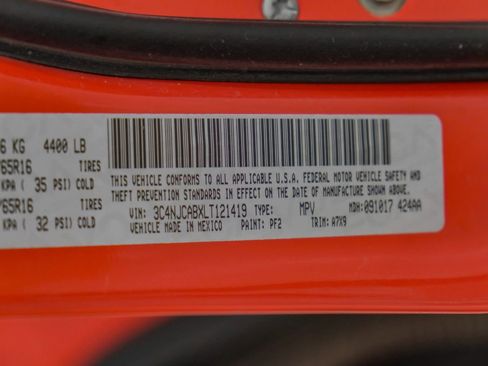 6 KG 4400 LB
65R16 TIRES
KPA ( 35 PSI) COLD
65R16 TIRES
KPA ( 32 PSI) COLD
THIS VEHICLE CONFORMS TO ALL APPLICABLE U.S.A. FEDERAL MOTOR VEHICLE SAFETY AND
THEFT PREVENTION STANDARDS IN EFFECT ON THE DATE OF MANUFACTURE SHOWN ABOVE.
VIN: 3C4NJCABXLT121419 TYPE: MPV MDH: 091017 424AA
VEHICLE MADE IN MEXICO PAINT: PF2 TRIM: A7X9